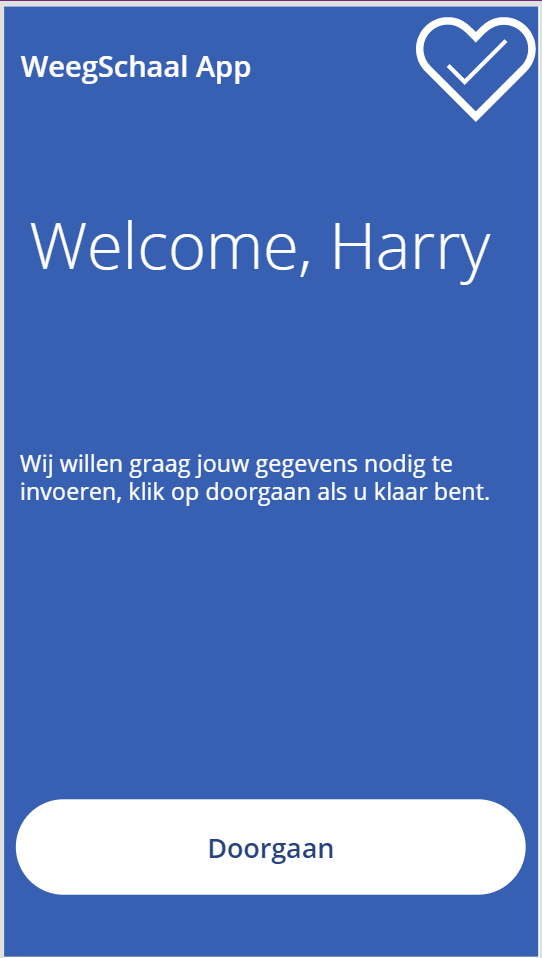 WeegSchaal App
Welcome, Harry
Wij willen graag jouw gegevens nodig te
invoeren, klik op doorgaan als u klaar bent.
Doorgaan